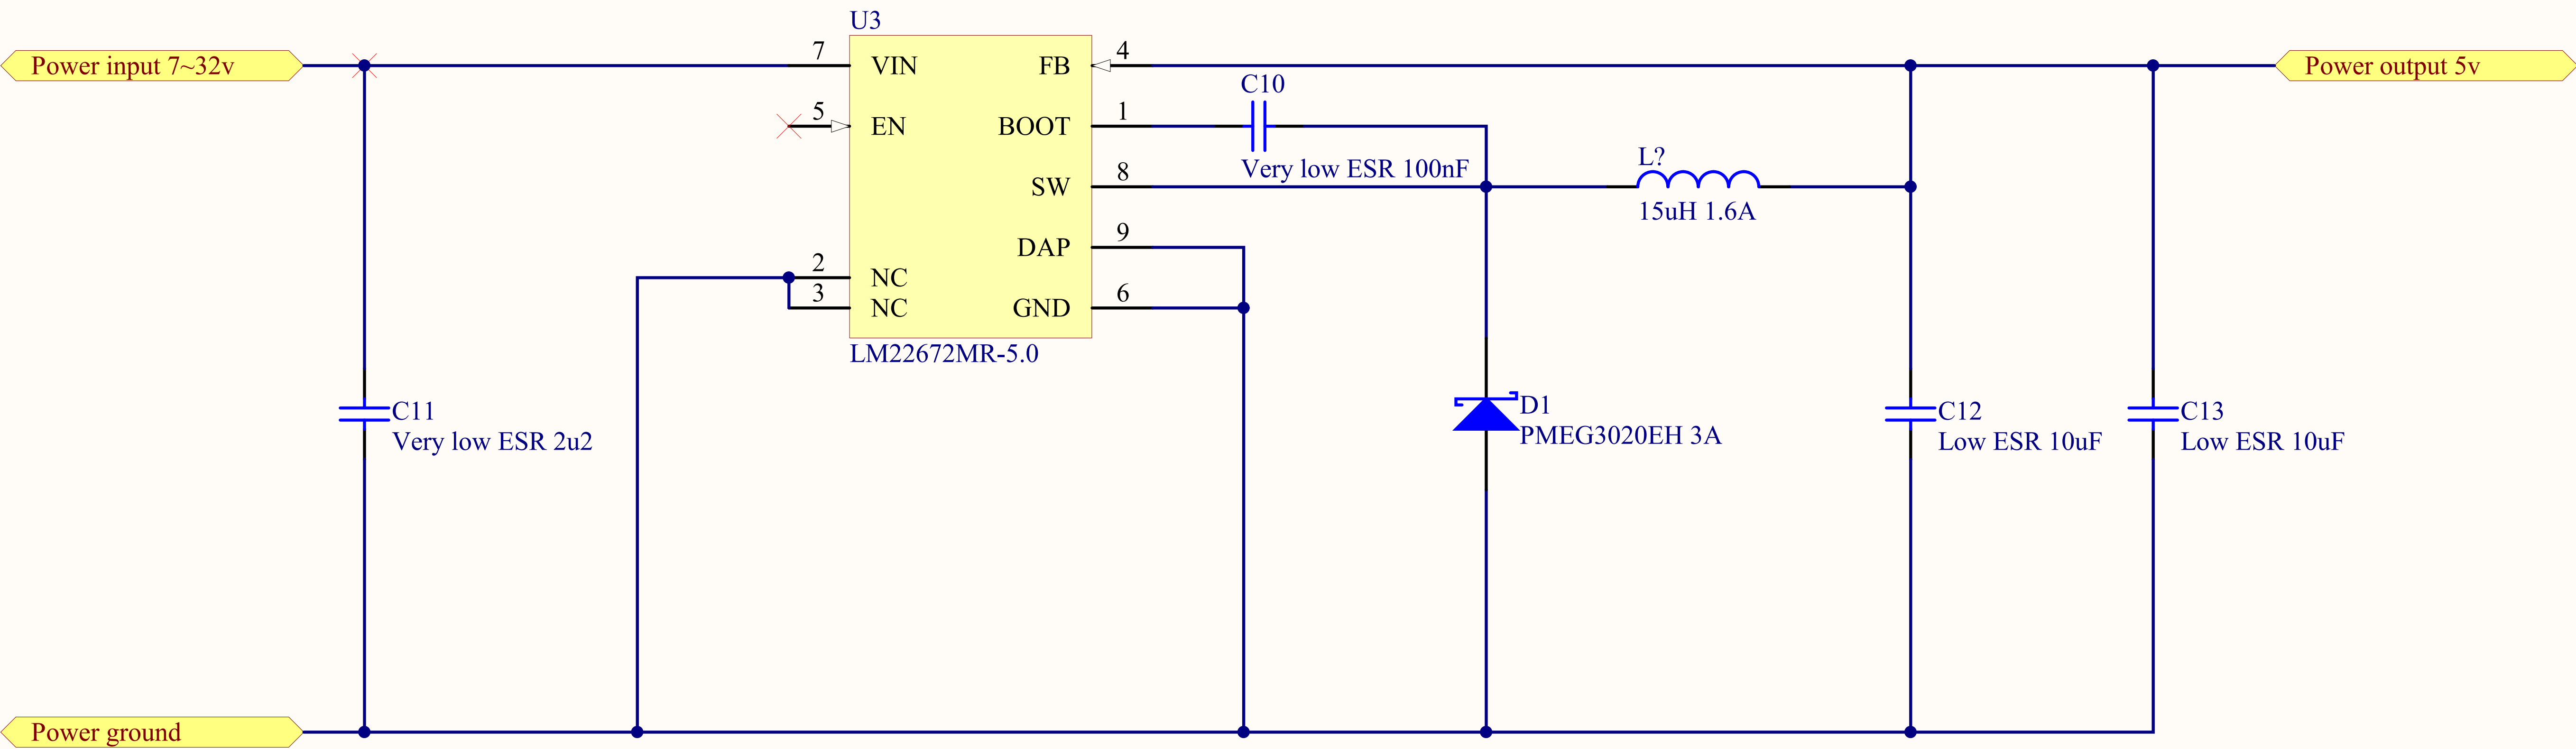 U3
Power input 7~32v
7
VIN
FB
4
Power output 5v
C10
5
EN
BOOT
1
Very low ESR 100nF
SW
8
L?
15uH 1.6A
DAP
9
2
NC
3
NC
GND
6
LM22672MR-5.0
C11
Very low ESR 2u2
D1
PMEG3020EH 3A
C12
Low ESR 10uF
C13
Low ESR 10uF
Power ground